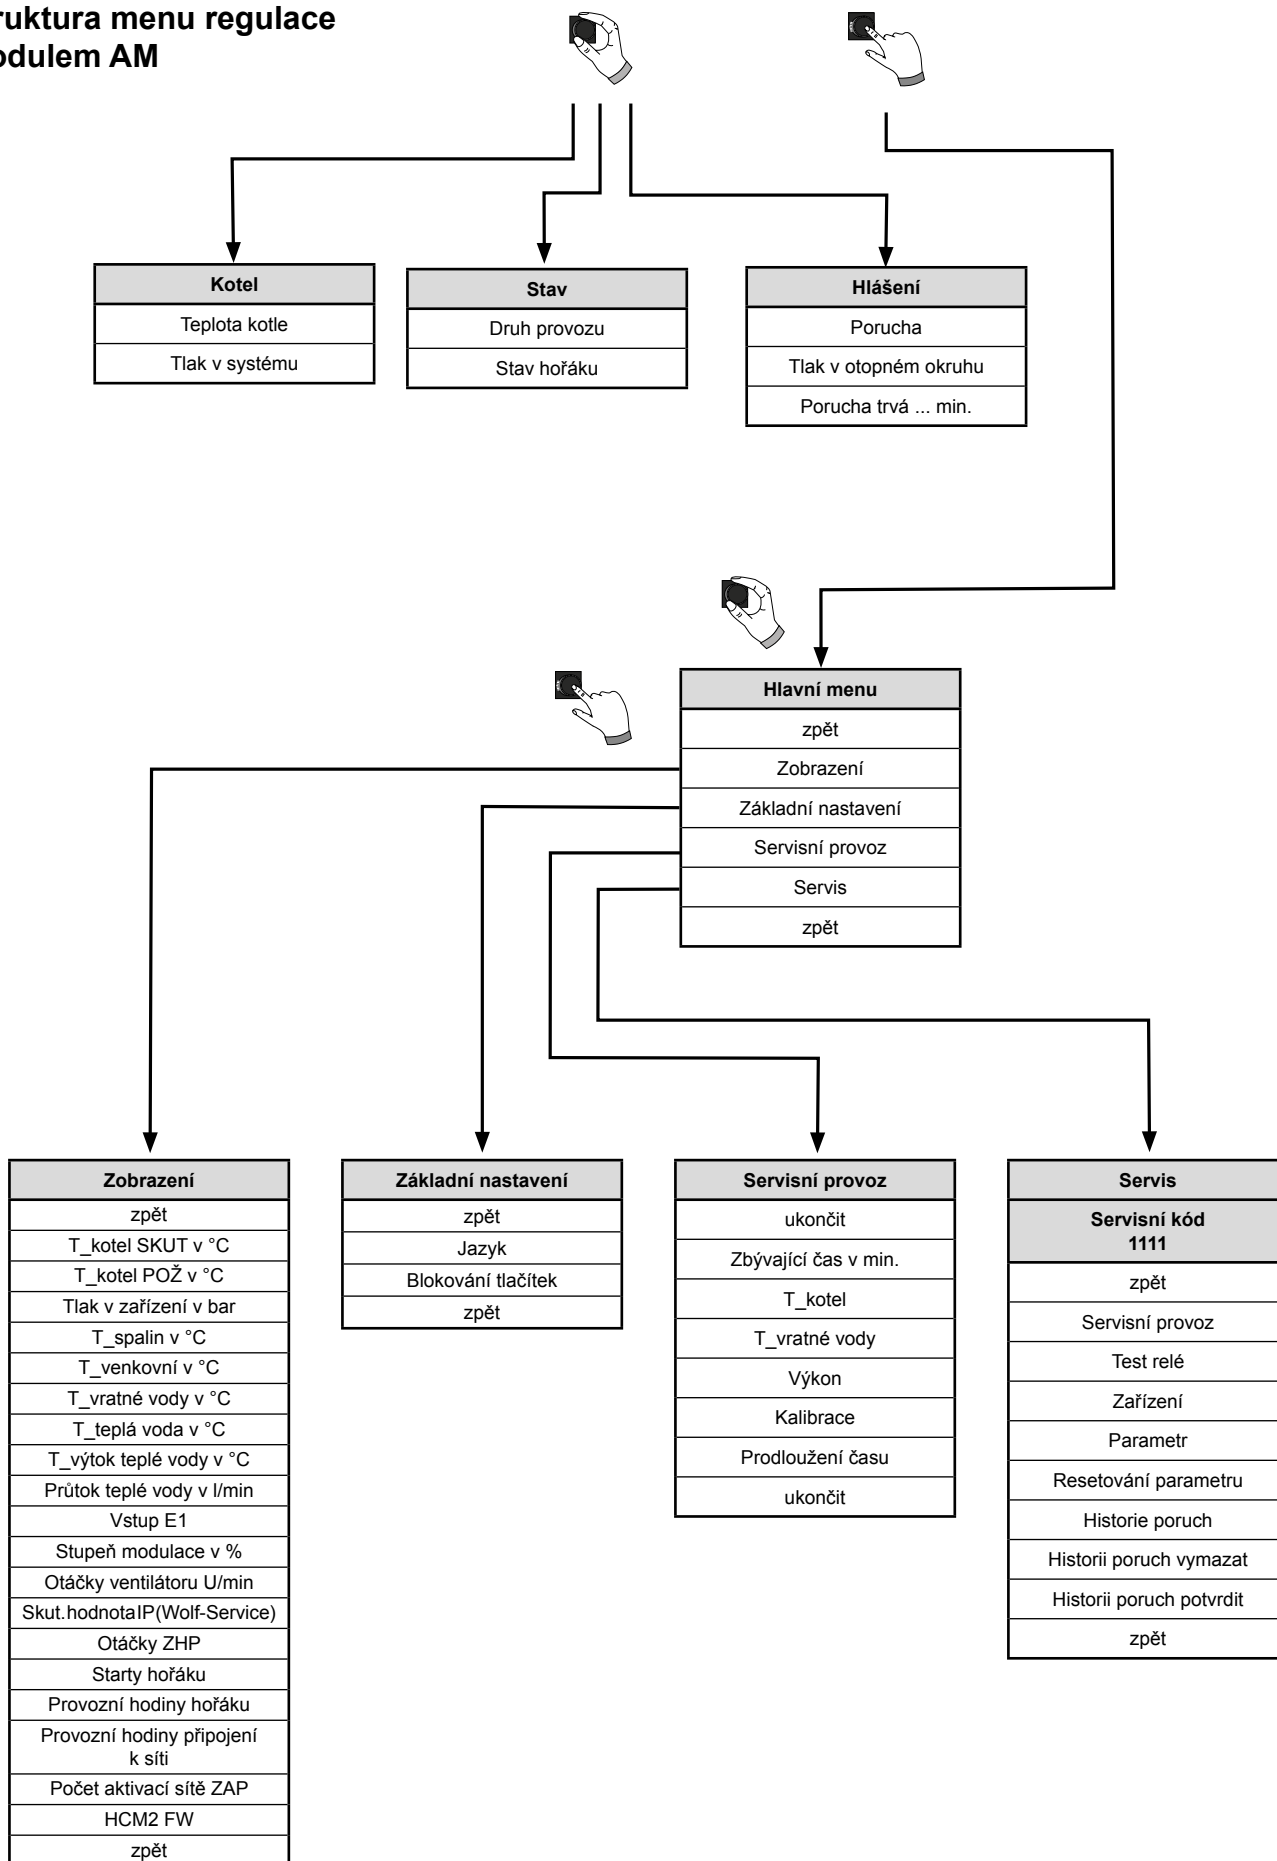 ruktura menu regulace
odulem AM
Kotel
Teplota kotle
Tlak v systému
Stav
Druh provozu
Stav hořáku
Hlášení
Porucha
Tlak v otopném okruhu
Porucha trvá ... min.
Hlavní menu
zpět
Zobrazení
Základní nastavení
Servisní provoz
Servis
zpět
Zobrazení
zpět
T_kotel SKUT v °C
T_kotel POŽ v °C
Tlak v zařízení v bar
T_spalin v °C
T_venkovní v °C
T_vratné vody v °C
T_teplá voda v °C
T_výtok teplé vody v °C
Průtok teplé vody v l/min
Vstup E1
Stupeň modulace v %
Otáčky ventilátoru U/min
Skut.hodnotaIP(Wolf-Service)
Otáčky ZHP
Starty hořáku
Provozní hodiny hořáku
Provozní hodiny připojení
k síti
Počet aktivací sítě ZAP
HCM2 FW
zpět
Základní nastavení
zpět
Jazyk
Blokování tlačítek
zpět
Servisní provoz
ukončit
Zbývající čas v min.
T_kotel
T_vratné vody
Výkon
Kalibrace
Prodloužení času
ukončit
Servis
Servisní kód
1111
zpět
Servisní provoz
Test relé
Zařízení
Parametr
Resetování parametru
Historie poruch
Historii poruch vymazat
Historii poruch potvrdit
zpět